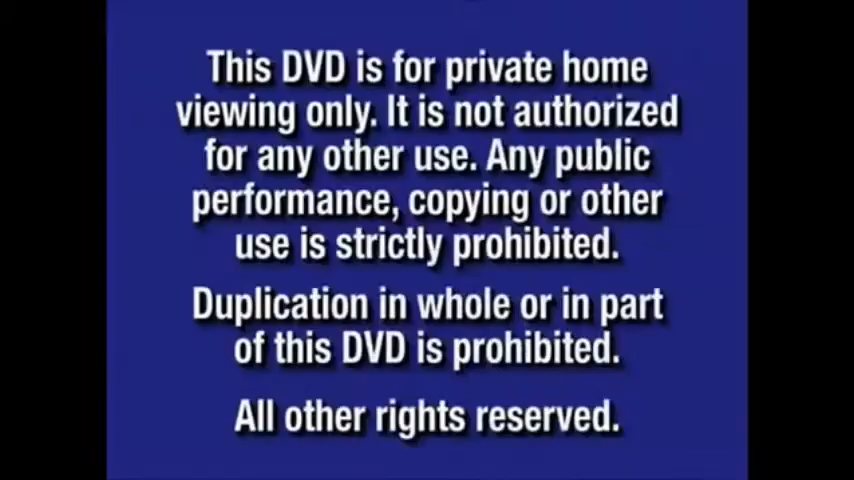 This DVD is for private home
viewing only. It is not authorized
for any other use. Any public
performance, copying or other
use is strictly prohibited.
Duplication in whole or in part
of this DVD is prohibited.
All other rights reserved.